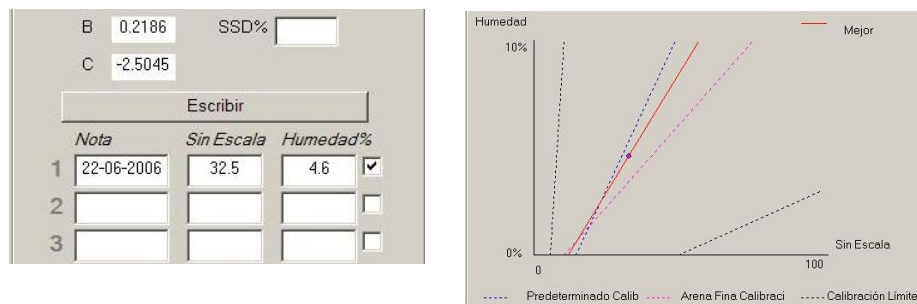 B 0.2186 SSD%
C -2.5045
Escribir
Nota Sin Escala Humedad%
1 22-06-2006 32.5 4.6
2
3
Humedad
Mejor
10%
0%
Sin Escala
0 100
Predeterminado Calib Arena Fina Calibraci Calibración Límite